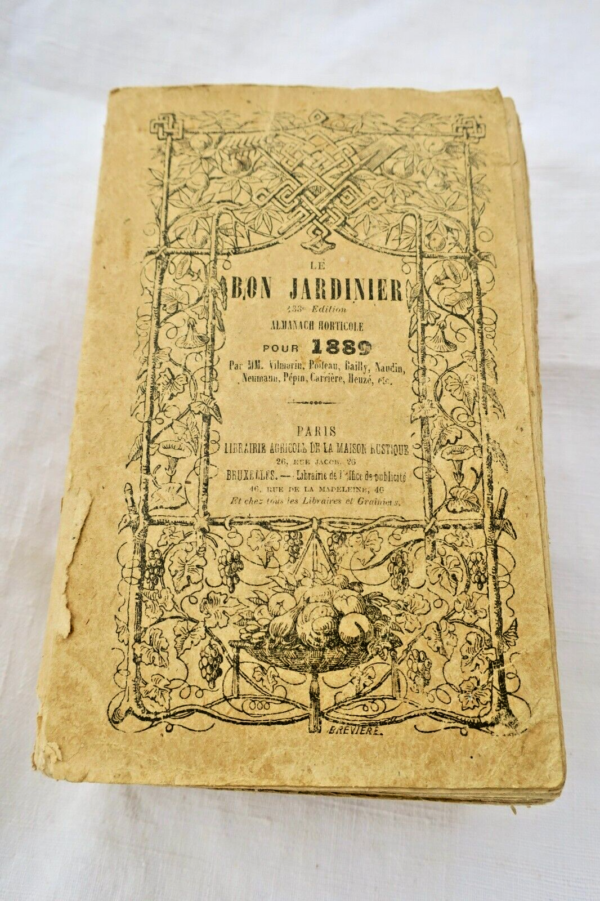 LE
BON JARDINIER
Edition
ALMANACH HORTICOLE
POUR 1889
Par MM. Vilmorin, Poiteau, Bailly, Naudin,
Neumann, Pépin, Carrière, Heuzé, etc.
PARIS
LIBRAIRIE AGRICOLE DE LA MAISON RUSTIQUE
26, RUE JACOB, 26
BRUXELLES. — Librairie de l'office de publicité
46, RUE DE LA MADELEINE, 46
Et chez tous les Libraires et Grainiers.
BREVIERE.